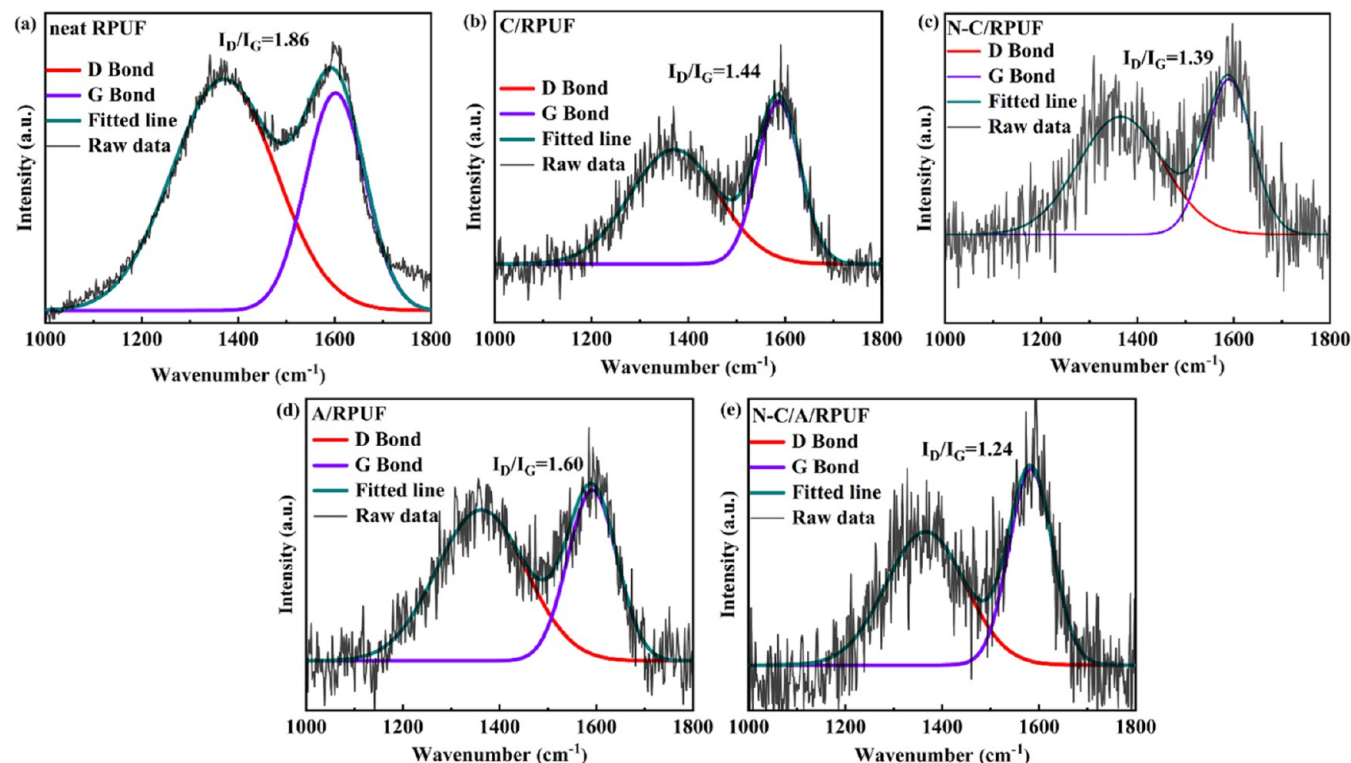 (a) neat RPUF
I_D/I_G=1.86
D Bond
G Bond
Fitted line
Raw data
Intensity (a.u.)
1000 1200 1400 1600 1800
Wavenumber (cm⁻¹)
(b) C/RPUF
I_D/I_G=1.44
D Bond
G Bond
Fitted line
Raw data
Intensity (a.u.)
1000 1200 1400 1600 1800
Wavenumber (cm⁻¹)
(c) N-C/RPUF
I_D/I_G=1.39
D Bond
G Bond
Fitted line
Raw data
Intensity (a.u.)
1000 1200 1400 1600 1800
Wavenumber (cm⁻¹)
(d) A/RPUF
D Bond
G Bond
I_D/I_G=1.60
Fitted line
Raw data
Intensity (a.u.)
1000 1200 1400 1600 1800
Wavenumber (cm⁻¹)
(e) N-C/A/RPUF
D Bond
I_D/I_G=1.24
G Bond
Fitted line
Raw data
Intensity (a.u.)
1000 1200 1400 1600 1800
Wavenumber (cm⁻¹)